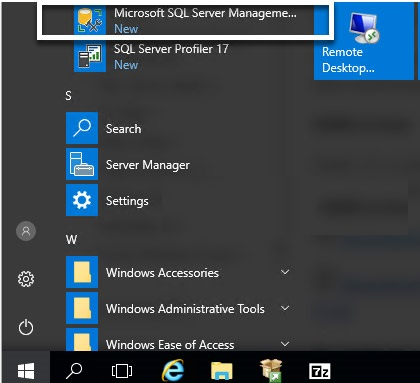 Microsoft SQL Server Manageme...
New
SQL Server Profiler 17
New
Remote
Desktop...
S
Search
Server Manager
Settings
W
Windows Accessories
Windows Administrative Tools
Windows Ease of Access
7z